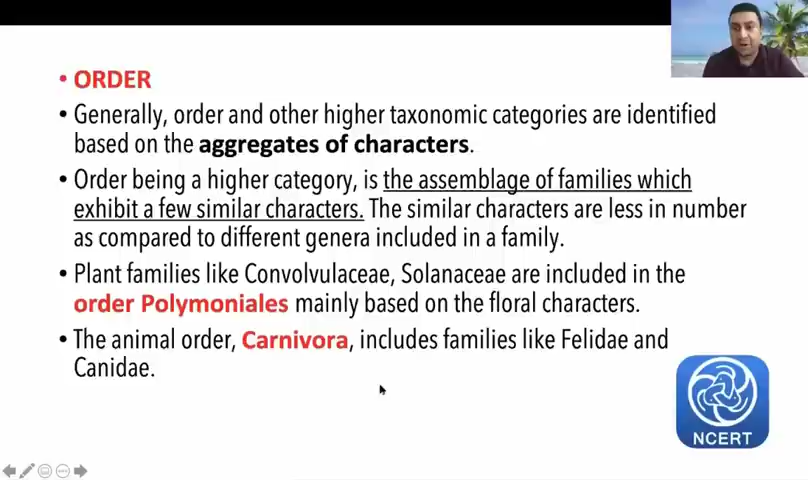 • ORDER
• Generally, order and other higher taxonomic categories are identified
based on the aggregates of characters.
• Order being a higher category, is the assemblage of families which
exhibit a few similar characters. The similar characters are less in number
as compared to different genera included in a family.
• Plant families like Convolvulaceae, Solanaceae are included in the
order Polymoniales mainly based on the floral characters.
• The animal order, Carnivora, includes families like Felidae and
Canidae.
NCERT